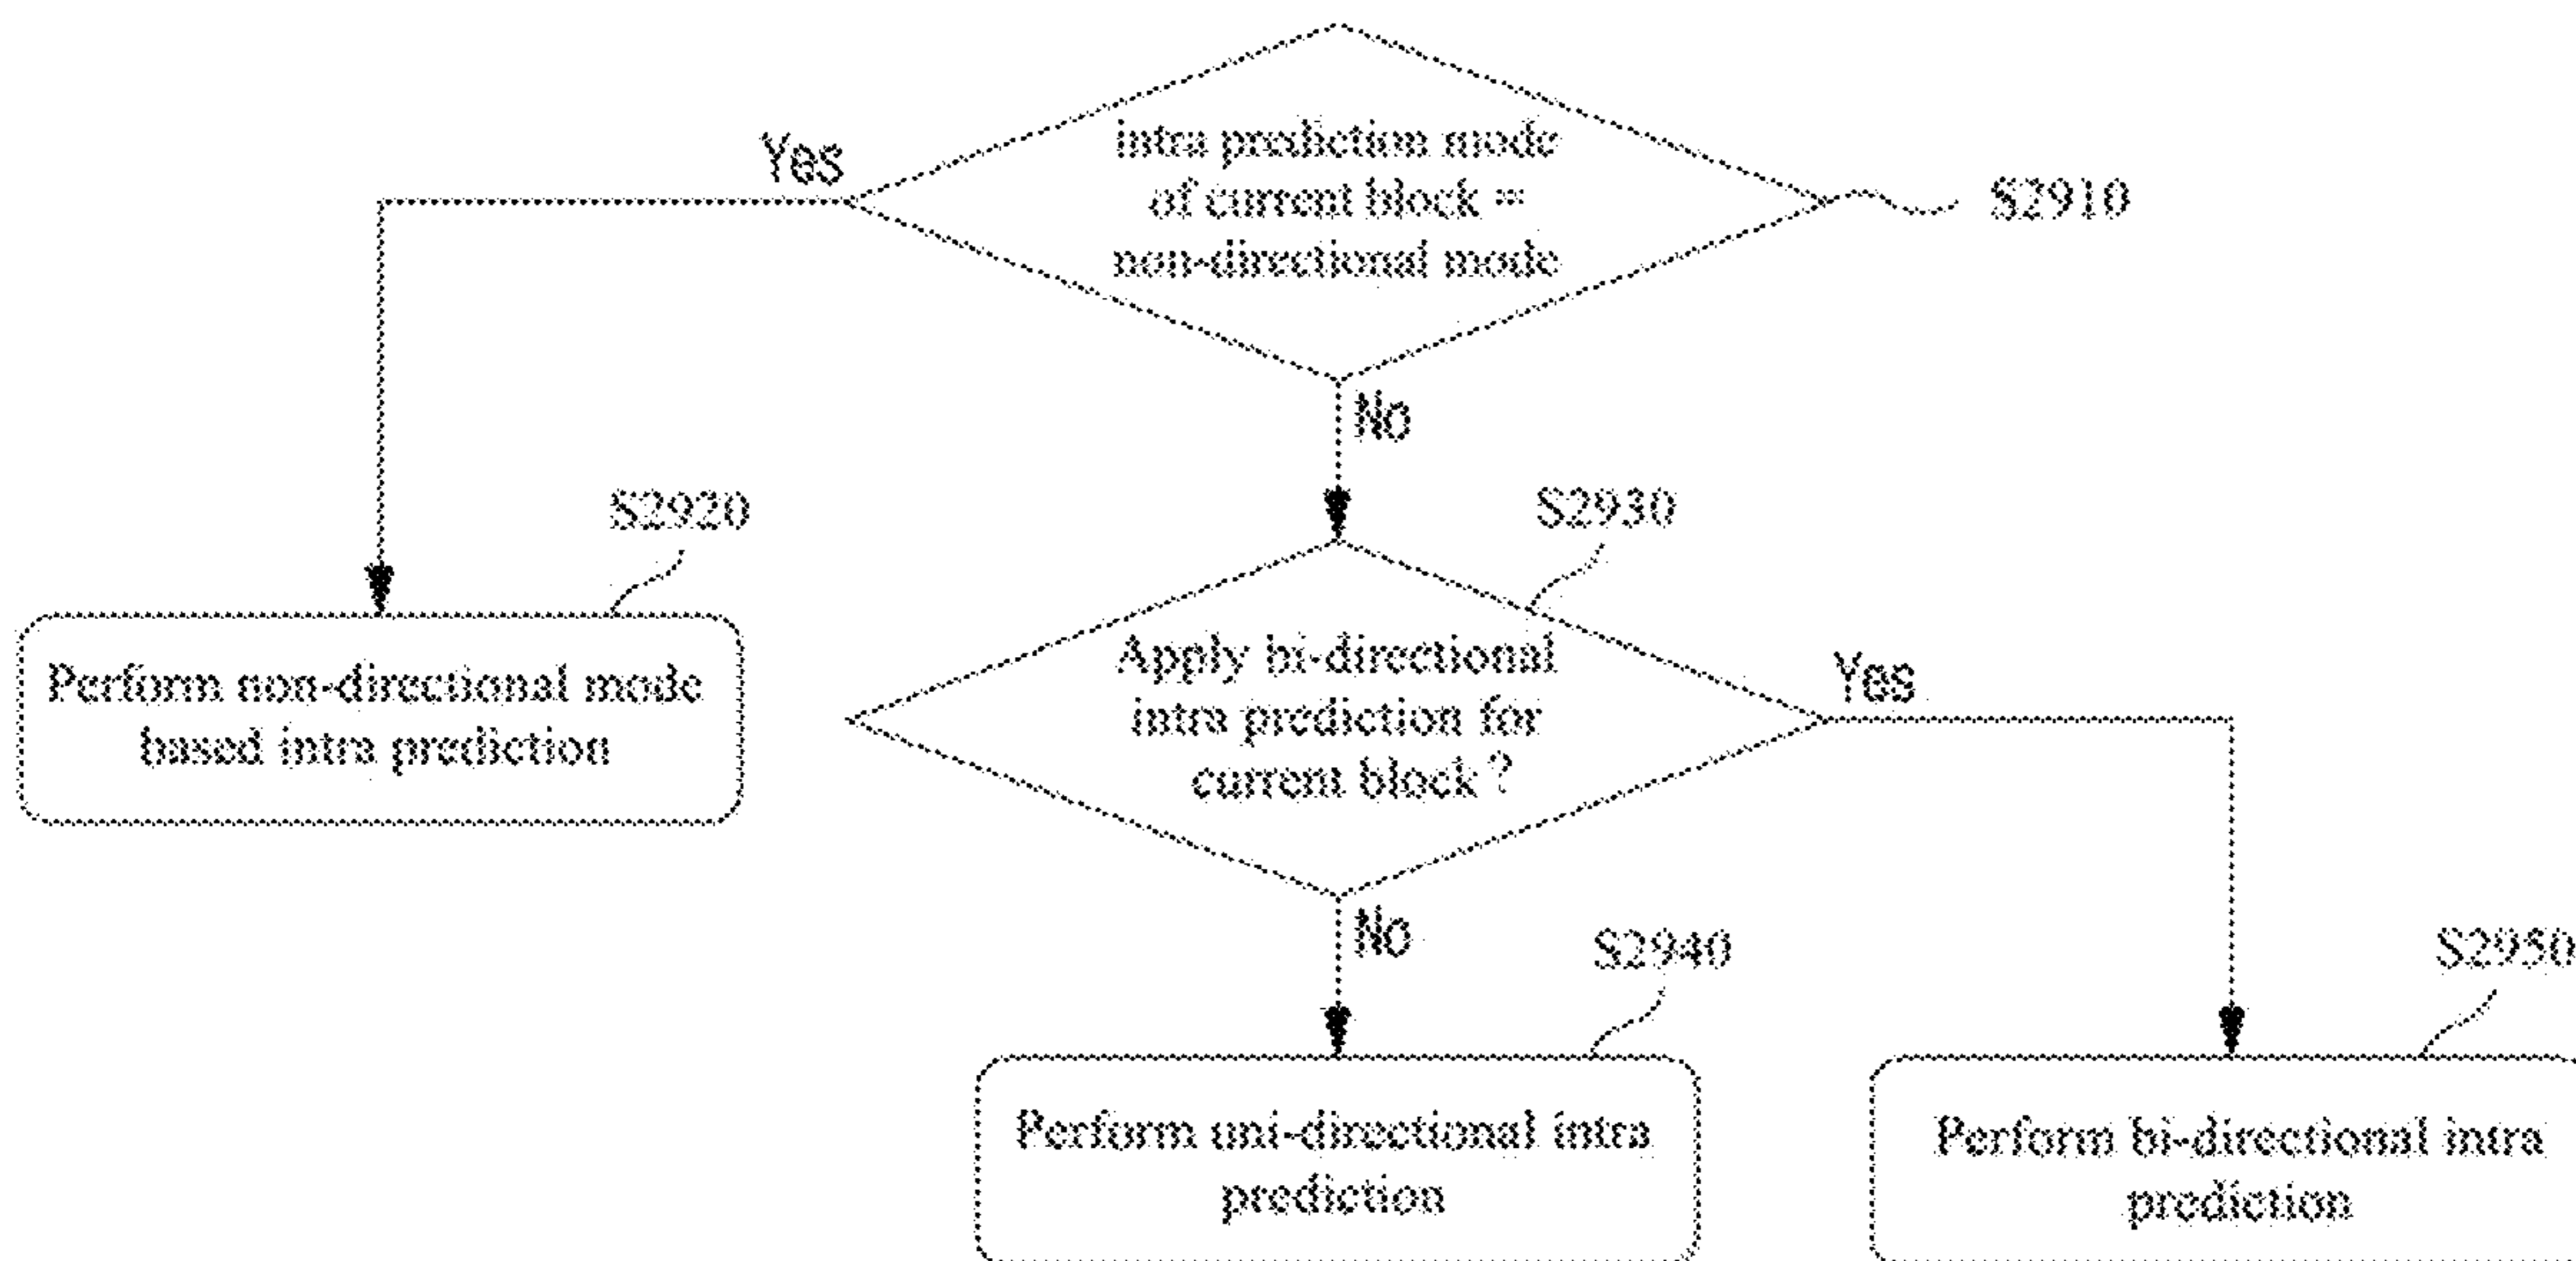 intra prediction mode
of current block =
non-directional mode
Yes
S2910
No
S2920
S2930
Perform non-directional mode
based intra prediction
Apply bi-directional
intra prediction for
current block ?
Yes
No
S2940
S2950
Perform uni-directional intra
prediction
Perform bi-directional intra
prediction